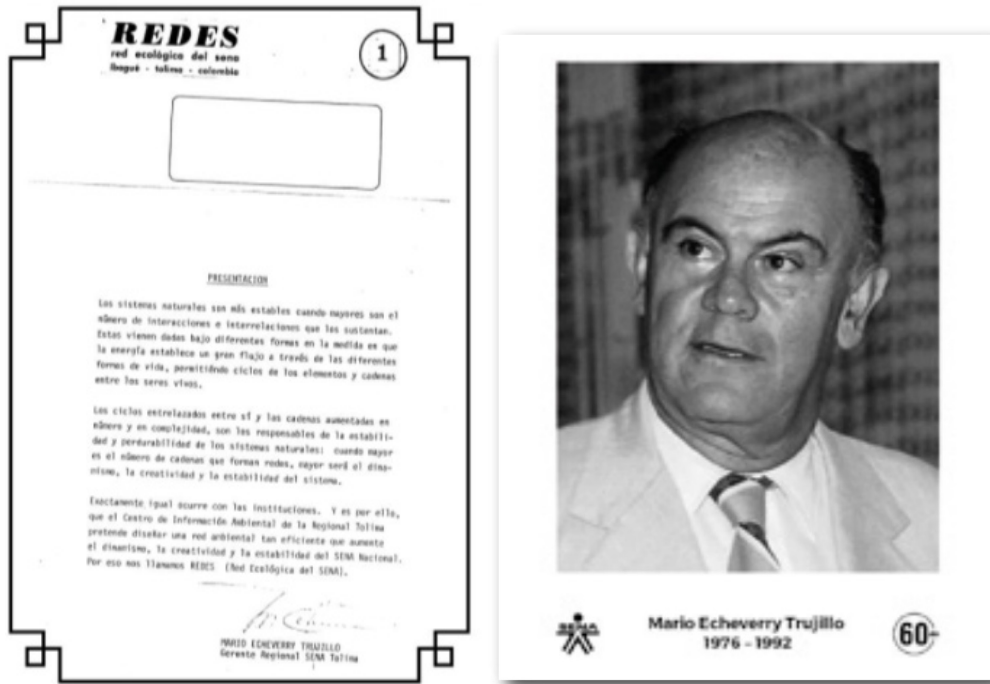 REDES
red ecológica del sena
Ibagué - tolima - colombia
1
PRESENTACION
Los sistemas naturales son más estables cuando mayores son el
número de interacciones e interrelaciones que los sustentan.
Estas vienen dadas bajo diferentes formas en la medida en que
la energía establece un gran flujo a través de las diferentes
formas de vida, permitiéndo ciclos de los elementos y cadenas
entre los seres vivos.
Los ciclos entrelazados entre sí y las cadenas aumentadas en
número y en complejidad, son los responsables de la estabili-
dad y perdurabilidad de los sistemas naturales: cuando mayor
es el número de cadenas que forman redes, mayor será el dina-
mismo, la creatividad y la estabilidad del sistema.
Exactamente igual ocurre con las instituciones. Y es por ello,
que el Centro de Información Ambiental de la Regional Tolima
pretende diseñar una red ambiental tan eficiente que aumente
el dinamismo, la creatividad y la estabilidad del SENA Nacional.
Por eso nos llamamos REDES (Red Ecológica del SENA).
MARIO ECHEVERRY TRUJILLO
Gerente Regional SENA Tolima
SENA
Mario Echeverry Trujillo
1976 - 1992
60